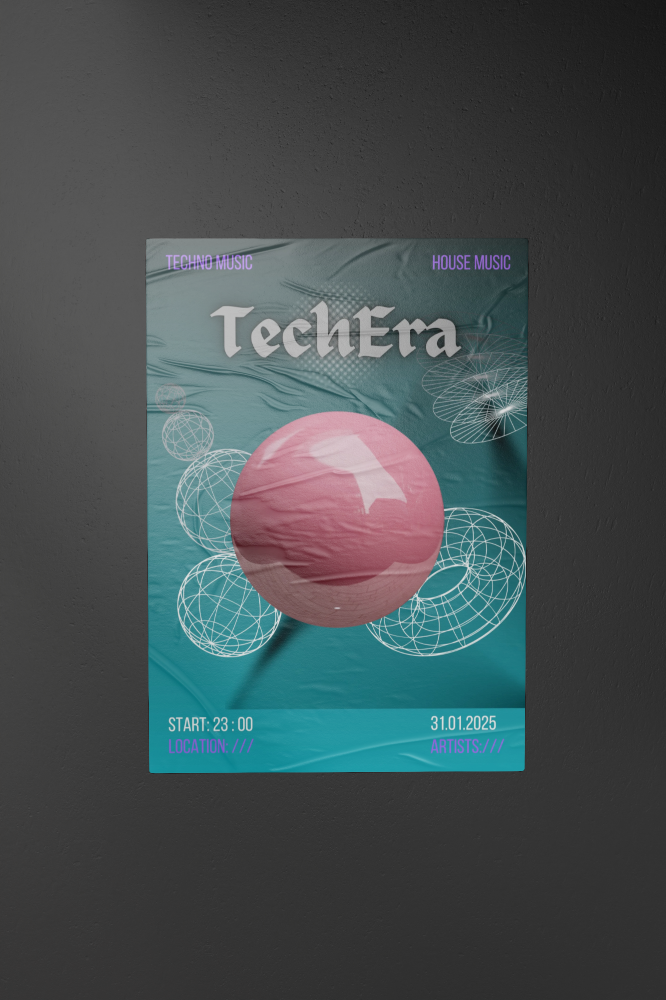 TECHNO MUSIC
HOUSE MUSIC
TechEra
START: 23 : 00
31.01.2025
LOCATION: ///
ARTISTS:///